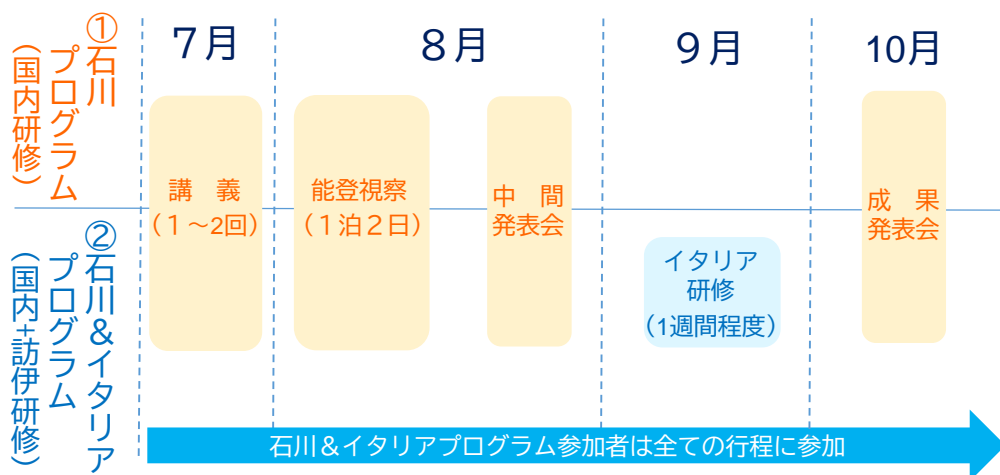 7月
8月
9月
10月
①石川
プログラム
（国内研修）
講　義
（１～2回）
能登視察
（１泊２日）
中　間
発表会
成　果
発表会
②石川＆イタリア
プログラム
（国内+訪伊研修）
イタリア
研修
（1週間程度）
石川＆イタリアプログラム参加者は全ての行程に参加